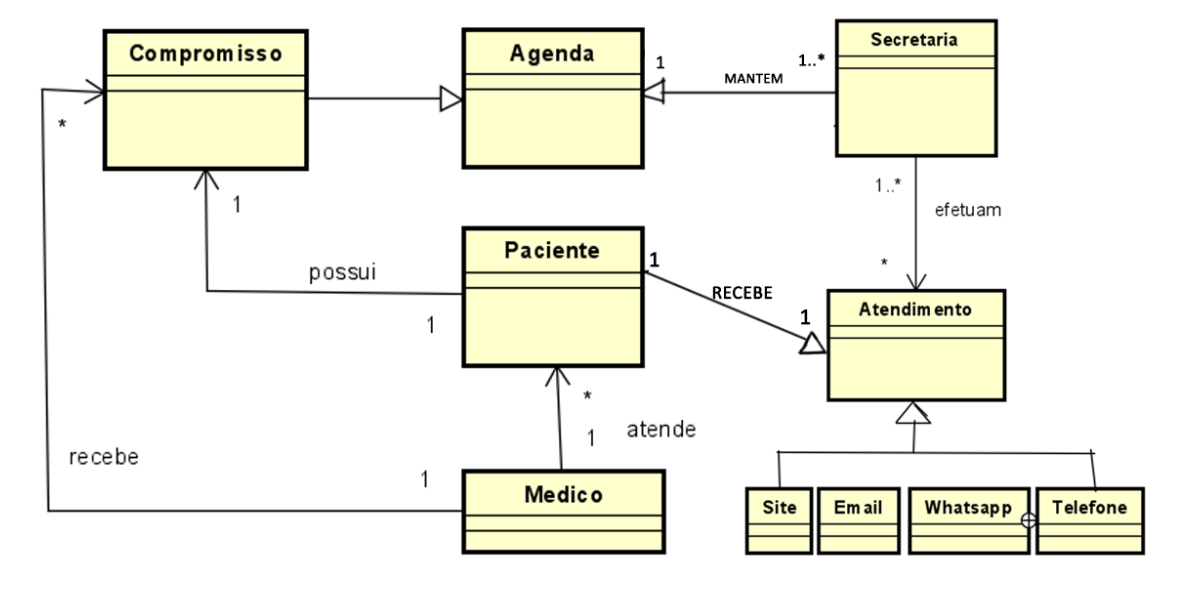 Compromisso
Agenda
Secretaria
1
MANTEM
1..*
*
1
1..*
efetuam
*
possui
Paciente
1
RECEBE
1
1
Atendimento
*
1
atende
recebe
1
Medico
Site
Email
Whatsapp
Telefone